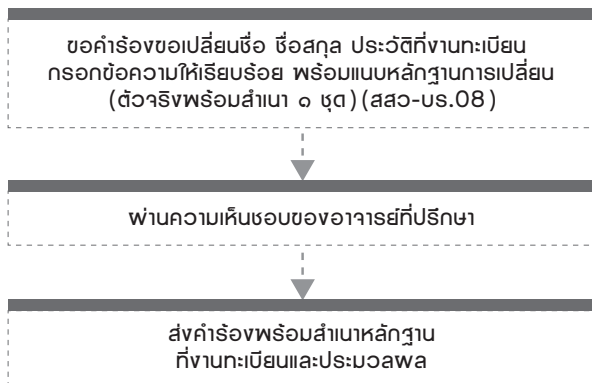 ขอคำร้องขอเปลี่ยนชื่อ ชื่อสกุล ประวัติที่งานทะเบียน
กรอกข้อความให้เรียบร้อย พร้อมแนบหลักฐานการเปลี่ยน
(ตัวจริงพร้อมสำเนา ๑ ชุด) (สสว-บร.08)
ผ่านความเห็นชอบของอาจารย์ที่ปรึกษา
ส่งคำร้องพร้อมสำเนาหลักฐาน
ที่งานทะเบียนและประมวลผล